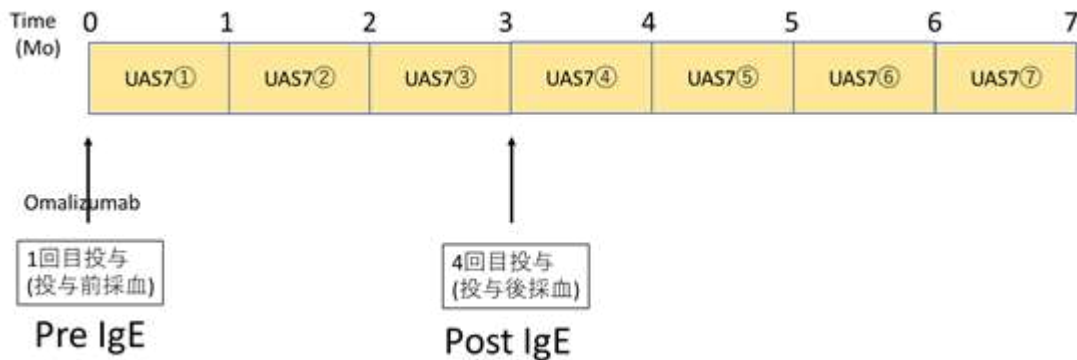 Time 0 1 2 3 4 5 6 7
(Mo)
UAS7① UAS7② UAS7③ UAS7④ UAS7⑤ UAS7⑥ UAS7⑦
Omalizumab
1回目投与
(投与前採血)
4回目投与
(投与後採血)
Pre IgE
Post IgE